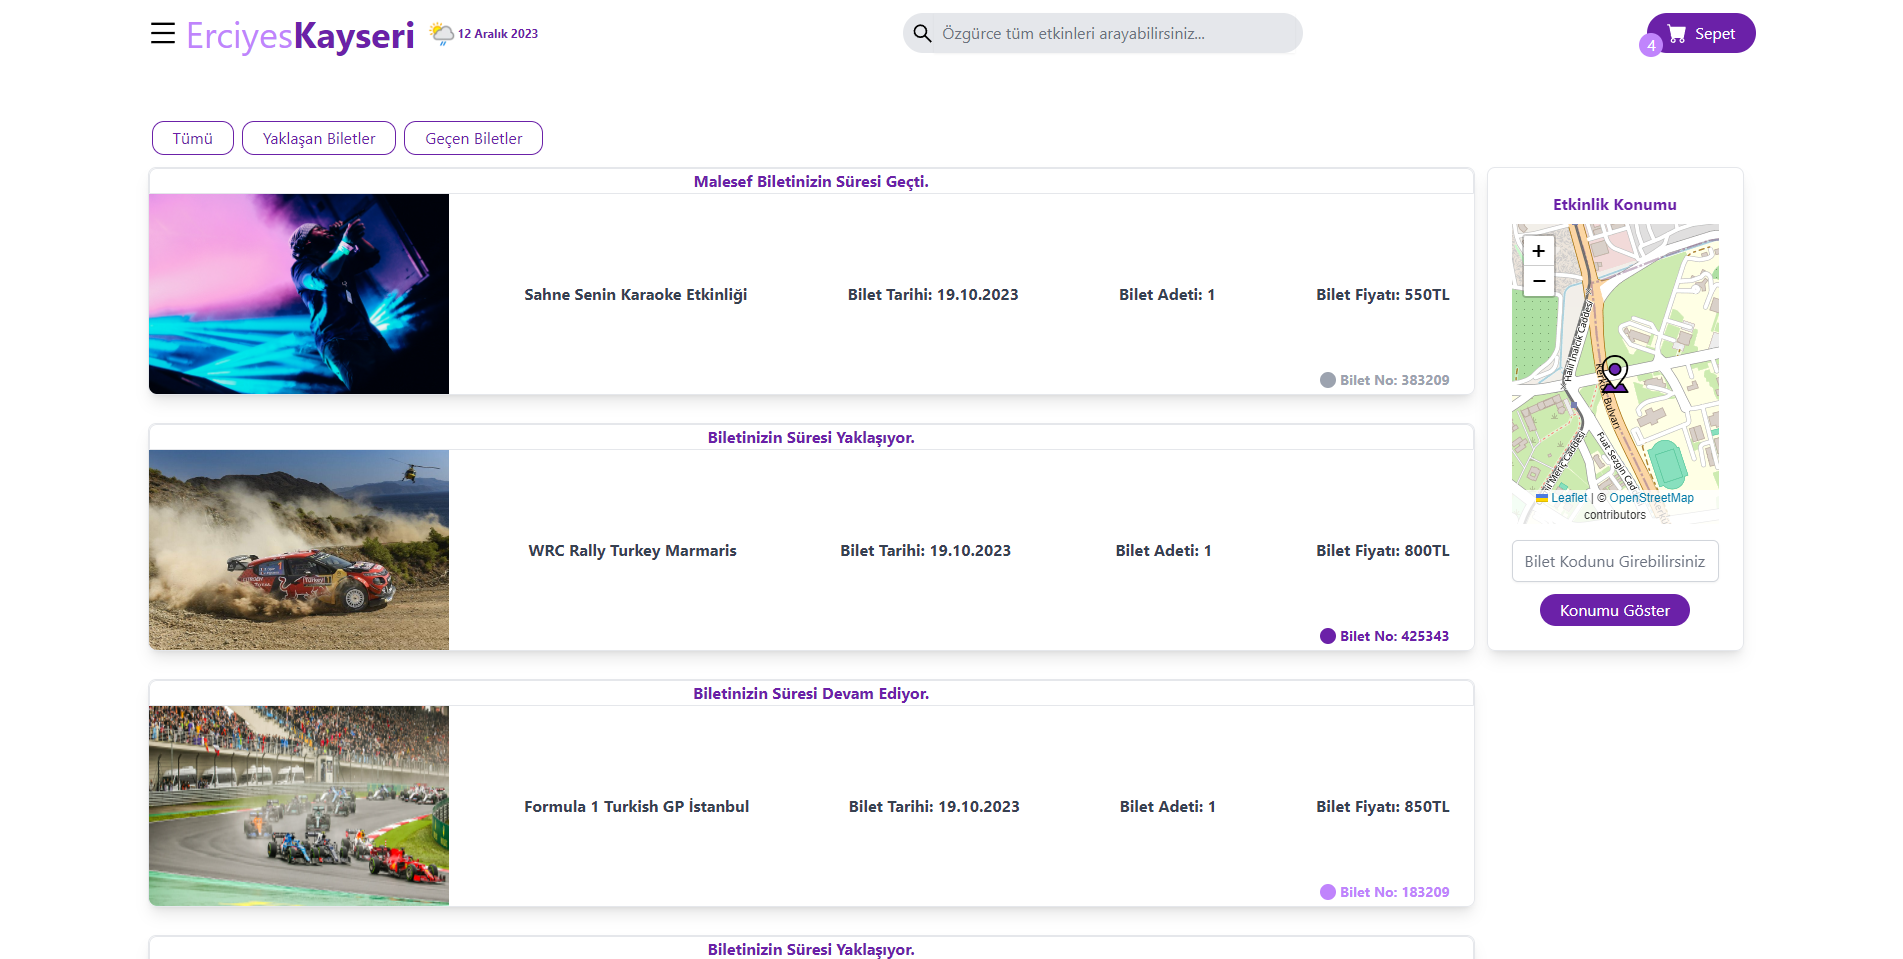 ErciyesKayseri
12 Aralık 2023
Özgürce tüm etkinleri arayabilirsiniz...
4
Sepet
Tümü
Yaklaşan Biletler
Geçen Biletler
Malesef Biletinizin Süresi Geçti.
Sahne Senin Karaoke Etkinliği
Bilet Tarihi: 19.10.2023
Bilet Adeti: 1
Bilet Fiyatı: 550TL
Bilet No: 383209
Biletinizin Süresi Yaklaşıyor.
WRC Rally Turkey Marmaris
Bilet Tarihi: 19.10.2023
Bilet Adeti: 1
Bilet Fiyatı: 800TL
Bilet No: 425343
Biletinizin Süresi Devam Ediyor.
Formula 1 Turkish GP İstanbul
Bilet Tarihi: 19.10.2023
Bilet Adeti: 1
Bilet Fiyatı: 850TL
Bilet No: 183209
Biletinizin Süresi Yaklaşıyor.
Etkinlik Konumu
+
−
Halil İnalcık Caddesi
Bulvarı
Fuat Sezgin Cad
Meriç Caddesi
Leaflet | © OpenStreetMap
contributors
Bilet Kodunu Girebilirsiniz
Konumu Göster